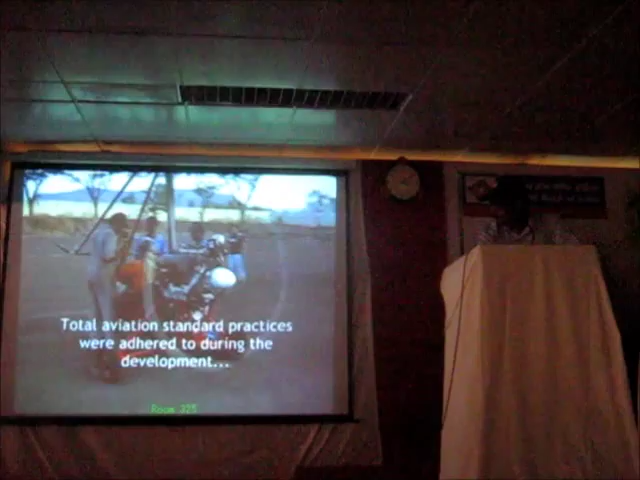 Total aviation standard practices
were adhered to during the
development...
Room 325